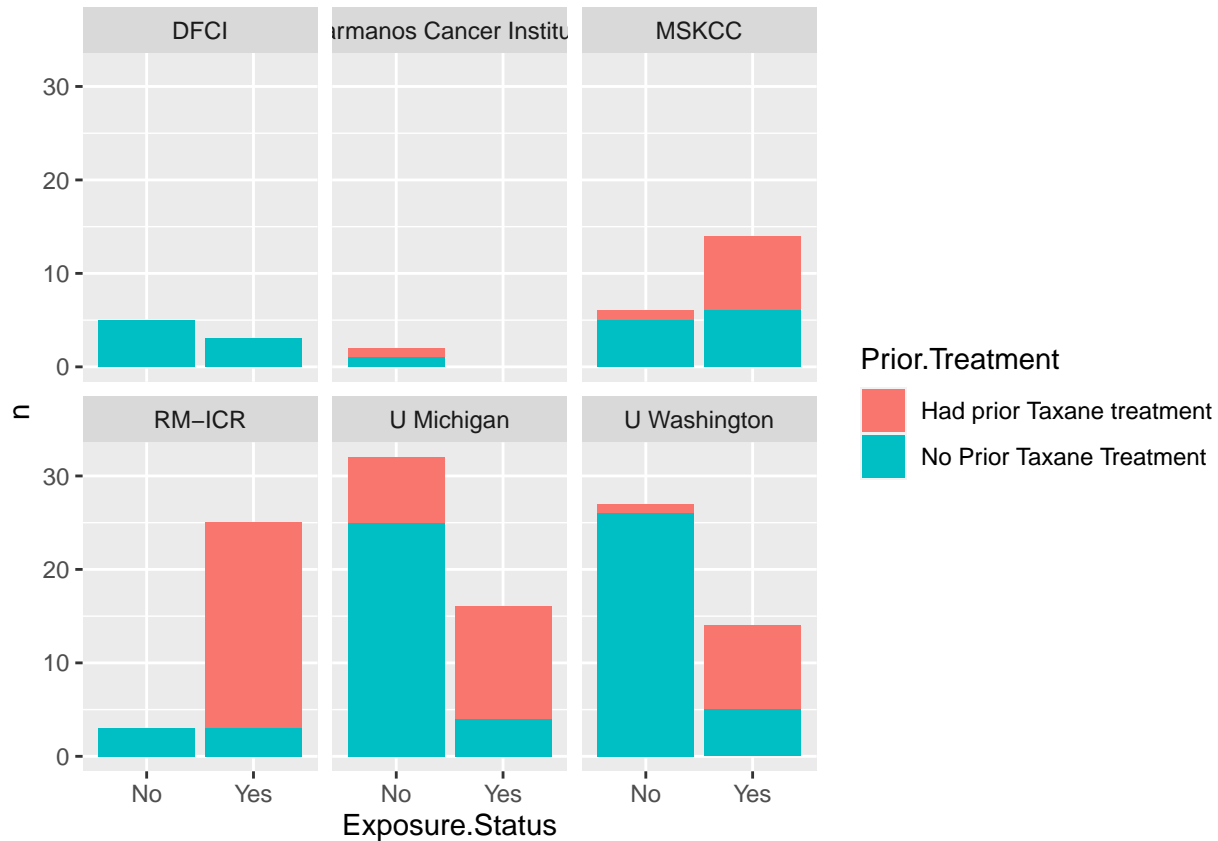 DFCI
armanos Cancer Institu
MSKCC
30
20
10
0
n
RM−ICR
U Michigan
U Washington
30
20
10
0
No
Yes
No
Yes
No
Yes
Exposure.Status
Prior.Treatment
Had prior Taxane treatment
No Prior Taxane Treatment